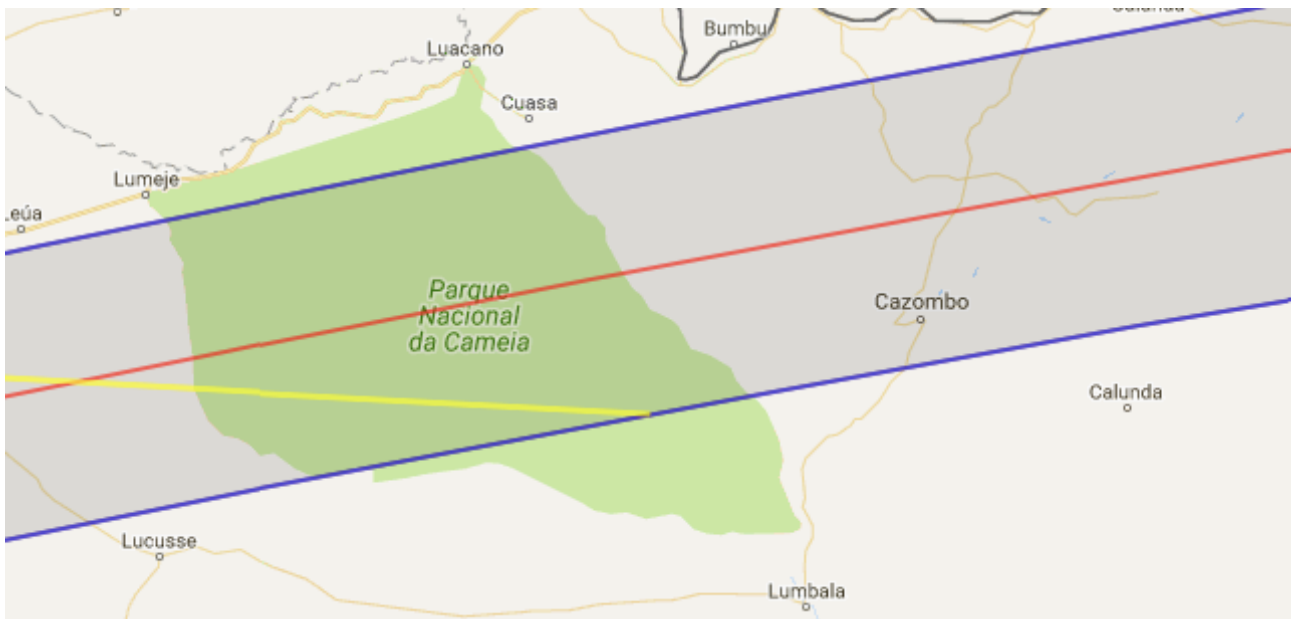 Bumbu
Luacano
Cuasa
Lumeje
Leúa
Parque
Nacional
da Cameia
Cazombo
Calunda
Lucusse
Lumbala